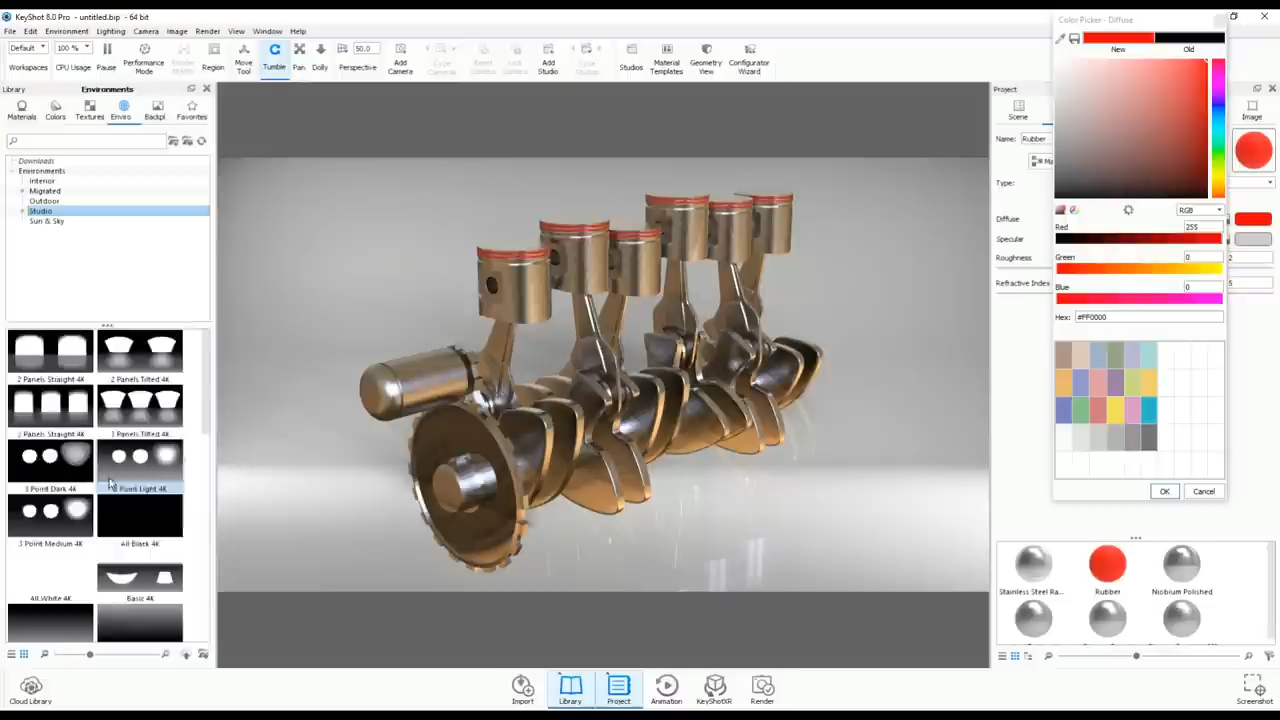 KeyShot 8.0 Pro - untitled.bip - 64 bit
File Edit Environment Lighting Camera Image Render View Window Help
Default 100 % 50.0
Workspaces CPU Usage Pause Performance Mode Region Move Tool Tumble Pan Dolly Perspective Add Camera Add Studio Studios Material Templates Geometry View Configurator Wizard
Library Environments
Materials Colors Textures Enviro Backpl Favorites
Downloads
Environments
Interior
Migrated
Outdoor
Studio
Sun & Sky
2 Panels Straight 4K 2 Panels Tilted 4K
3 Panels Tilted 4K
3 Point Dark 4K 3 Point Light 4K
3 Point Medium 4K All Black 4K
All White 4K Basic 4K
Project
Scene Image
Name: Rubber
Type:
Diffuse
Specular
Roughness 2
Refractive Index 5
Color Picker - Diffuse
New Old
RGB
Red 255
Green 0
Blue 0
Hex: #FF0000
OK Cancel
Stainless Steel Ra... Rubber Niobium Polished
Cloud Library Import Library Project Animation KeyShotXR Render Screenshot